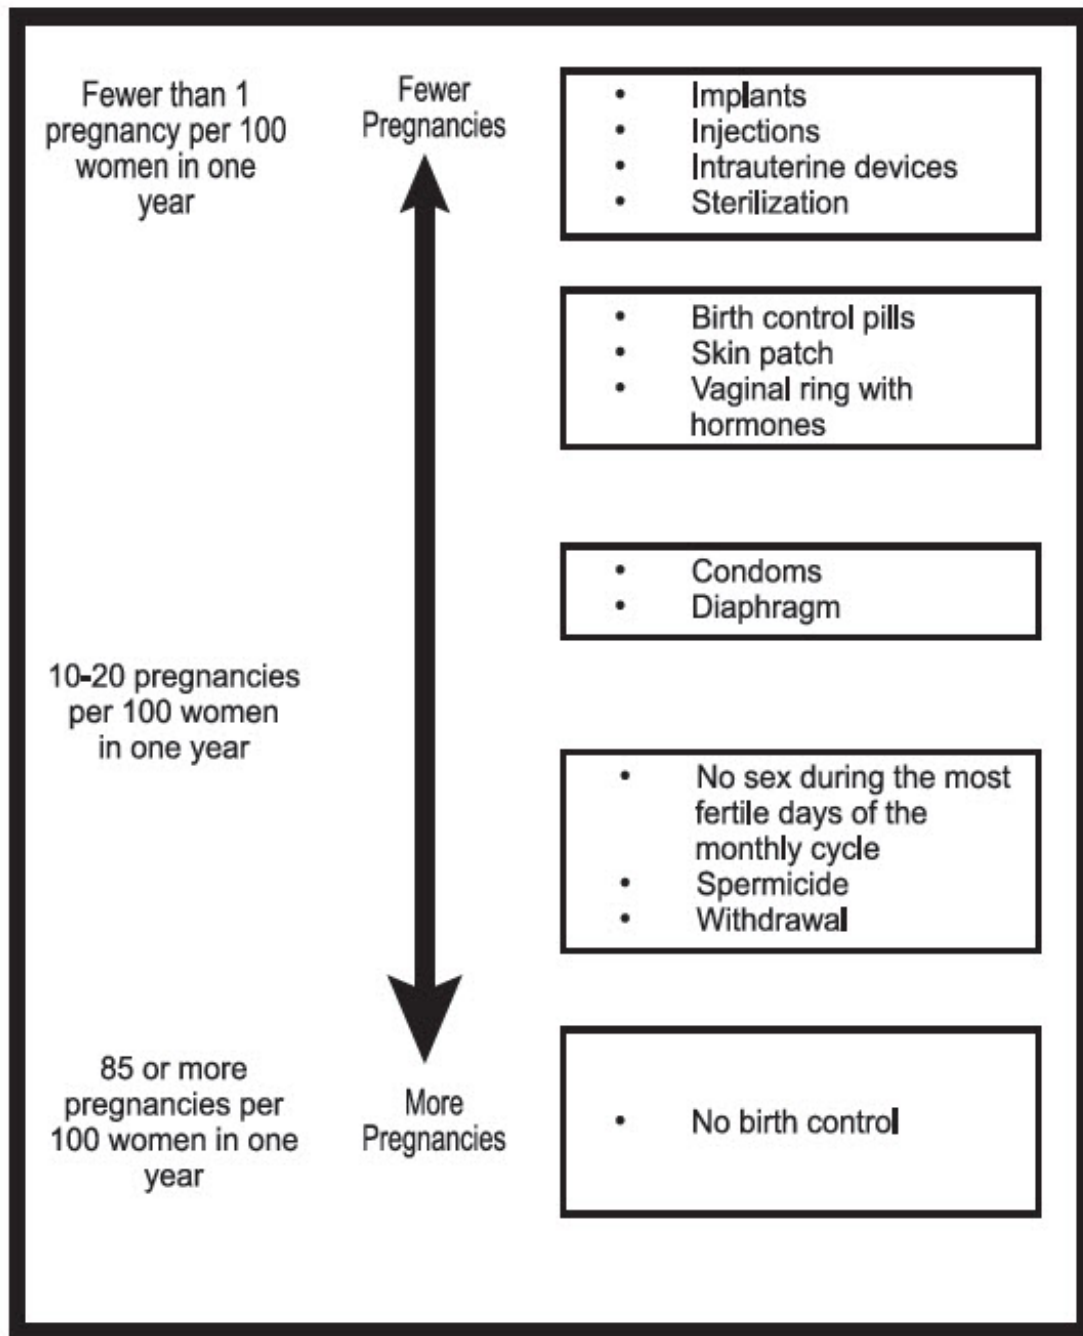 Fewer than 1
pregnancy per 100
women in one
year
Fewer
Pregnancies
• Implants
• Injections
• Intrauterine devices
• Sterilization
• Birth control pills
• Skin patch
• Vaginal ring with
hormones
• Condoms
• Diaphragm
10-20 pregnancies
per 100 women
in one year
• No sex during the most
fertile days of the
monthly cycle
• Spermicide
• Withdrawal
85 or more
pregnancies per
100 women in one
year
More
Pregnancies
• No birth control